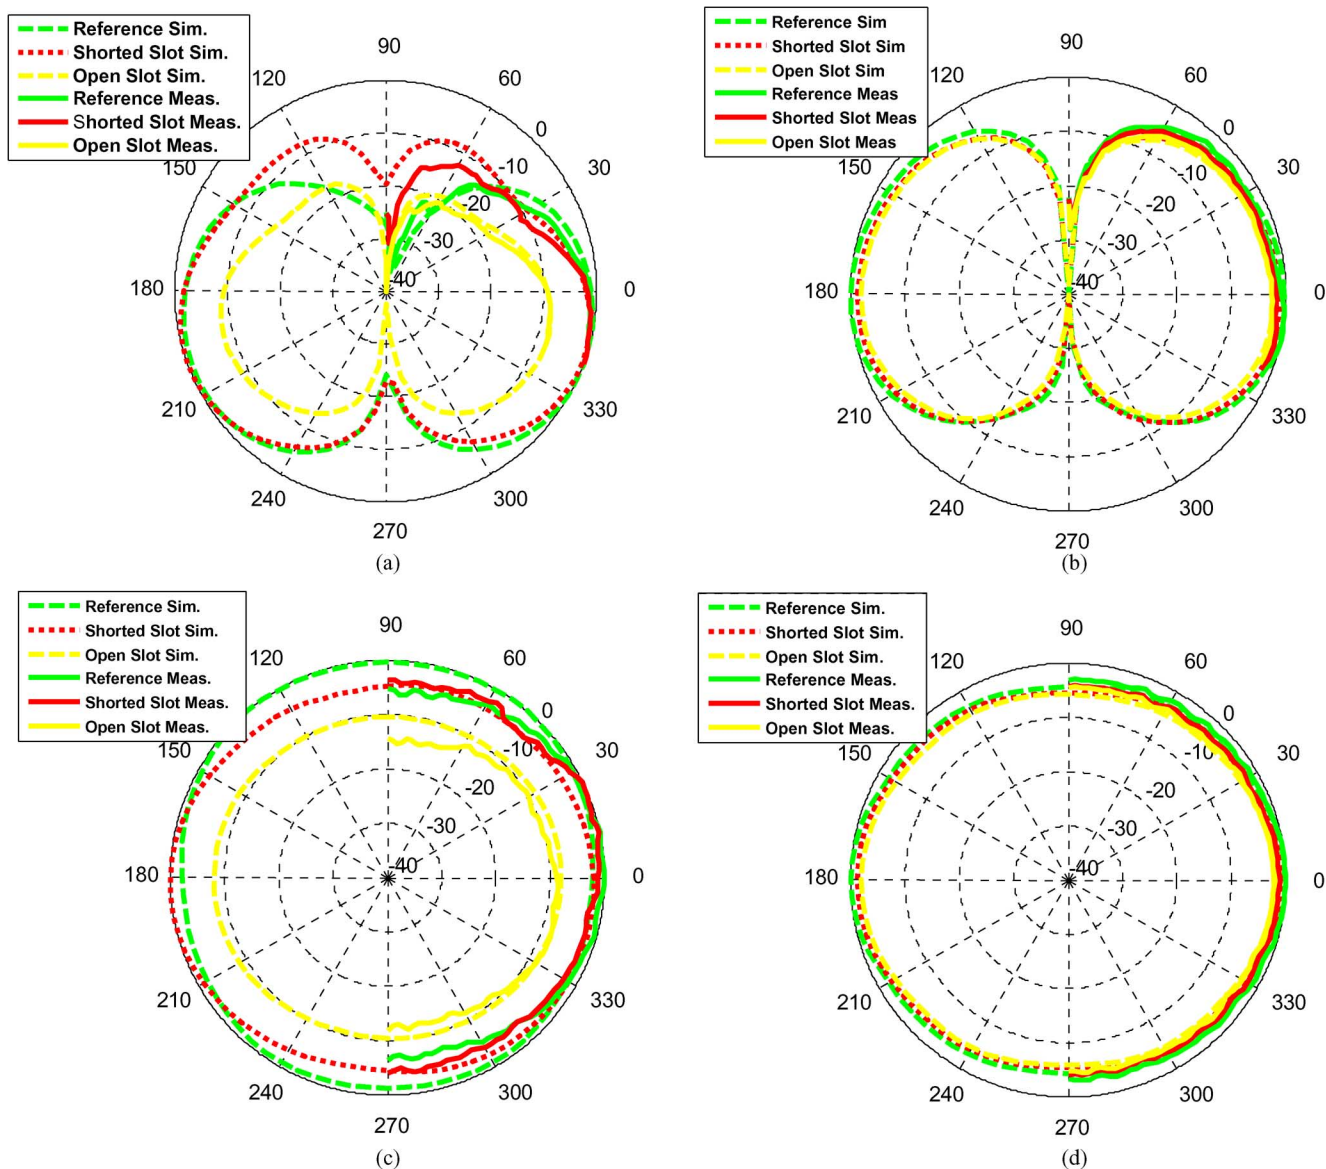 Reference Sim.
Shorted Slot Sim.
Open Slot Sim.
Reference Meas.
Shorted Slot Meas.
Open Slot Meas.
90
60
120
0
-10
30
150
-20
-30
-40
180
0
210
330
240
300
270
(a)
Reference Sim
Shorted Slot Sim
Open Slot Sim
Reference Meas
Shorted Slot Meas
Open Slot Meas
90
60
0
150
30
-10
-20
-30
-40
180
0
210
330
240
300
270
(b)
Reference Sim.
Shorted Slot Sim.
Open Slot Sim.
Reference Meas.
Shorted Slot Meas.
Open Slot Meas.
90
60
120
0
-10
30
150
-20
-30
-40
180
0
210
330
240
300
270
(c)
Reference Sim.
Shorted Slot Sim.
Open Slot Sim.
Reference Meas.
Shorted Slot Meas.
Open Slot Meas.
90
60
0
150
-10
30
-20
-30
-40
180
0
210
330
240
300
270
(d)